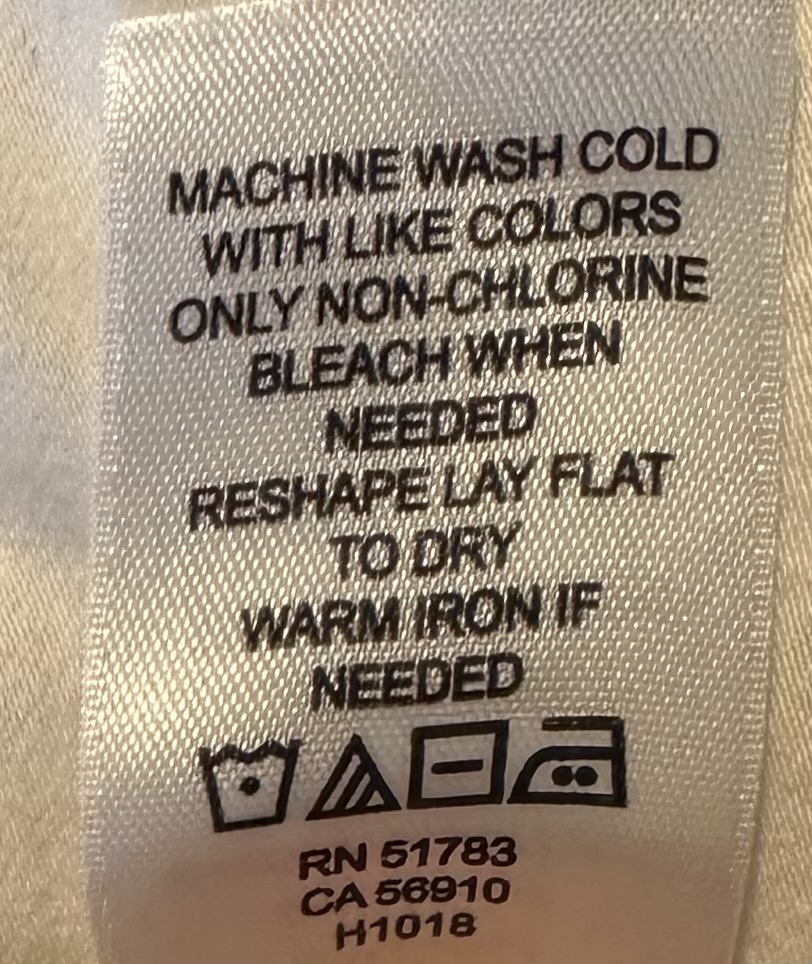 MACHINE WASH COLD
WITH LIKE COLORS
ONLY NON-CHLORINE
BLEACH WHEN
NEEDED
RESHAPE LAY FLAT
TO DRY
WARM IRON IF
NEEDED
RN 51783
CA 56910
H1018